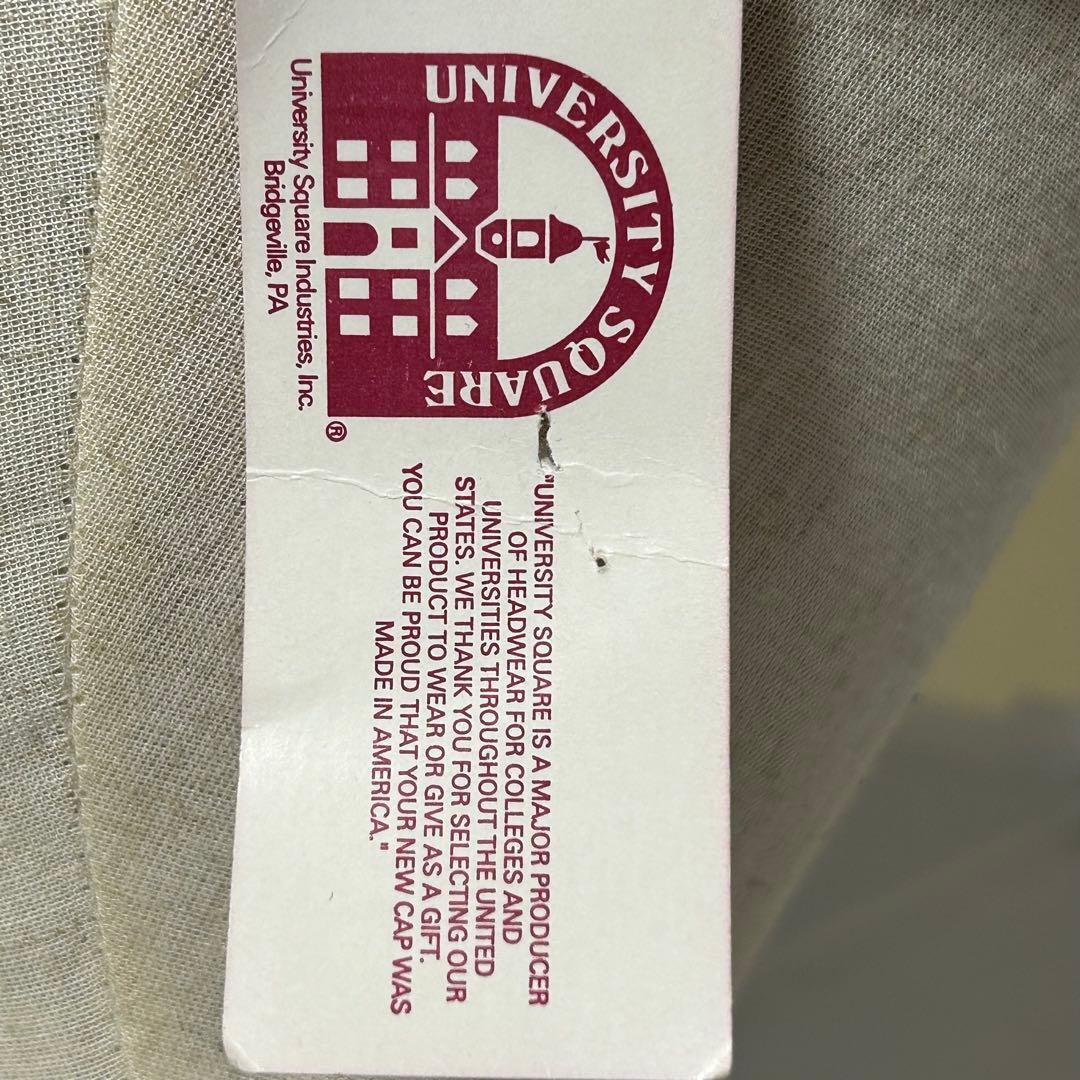 UNIVERSITY SQUARE
®
University Square Industries, Inc.
Bridgeville, PA
"UNIVERSITY SQUARE IS A MAJOR PRODUCER
OF HEADWEAR FOR COLLEGES AND
UNIVERSITIES THROUGHOUT THE UNITED
STATES. WE THANK YOU FOR SELECTING OUR
PRODUCT TO WEAR OR GIVE AS A GIFT.
YOU CAN BE PROUD THAT YOUR NEW CAP WAS
MADE IN AMERICA."